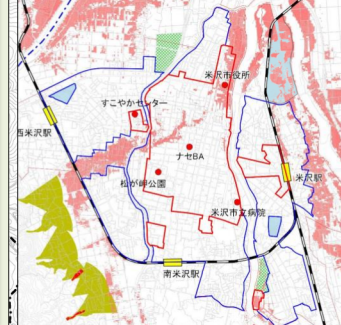 米沢市役所
すこやかセンター
西米沢駅
ナセBA
米沢駅
松が岬公園
米沢市立病院
南米沢駅